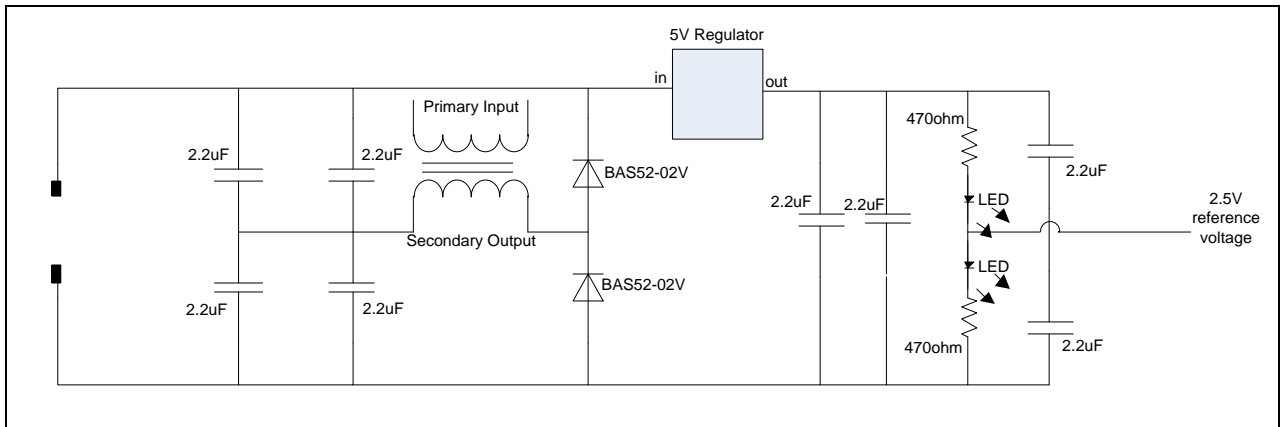 5V Regulator
in
out
Primary Input
470ohm
2.2uF
2.2uF
BAS52-02V
2.2uF
LED
2.2uF
2.2uF
2.5V
reference
voltage
Secondary Output
LED
BAS52-02V
2.2uF
2.2uF
470ohm
2.2uF